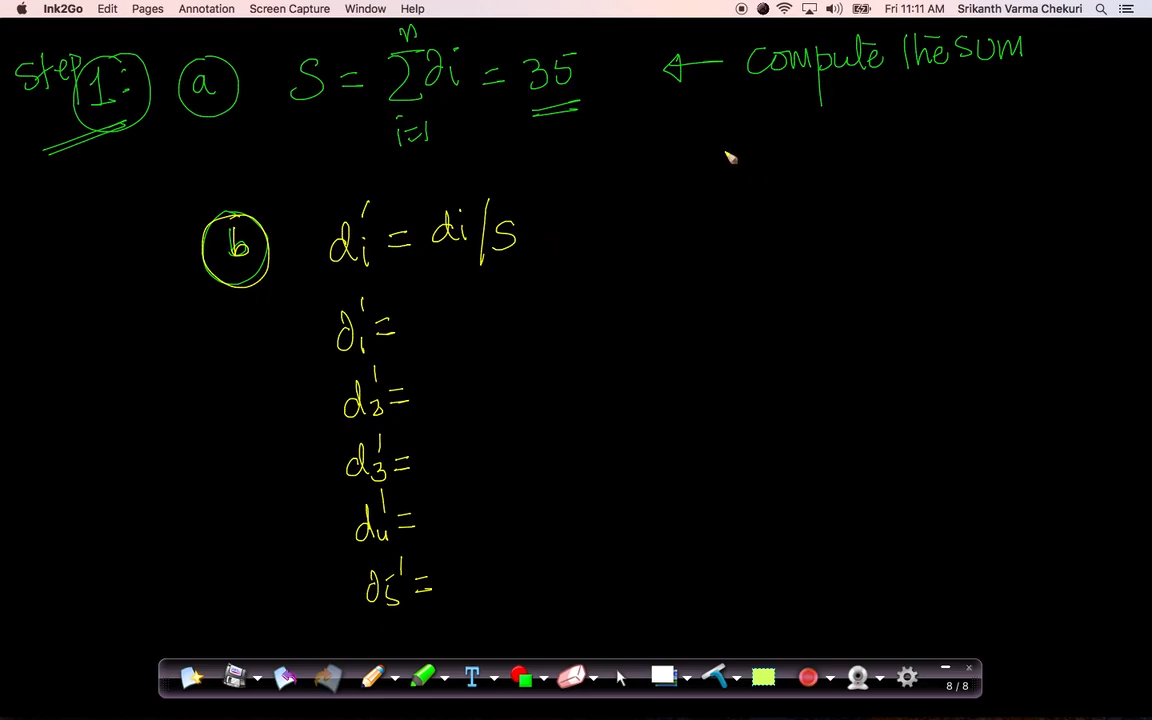 Ink2Go Edit Pages Annotation Screen Capture Window Help Fri 11:11 AM Srikanth Varma Chekuri
Step 1: a S = n ∑ i=1 di = 35 ← compute the sum
b di' = di/s
d1' =
d2' =
d3' =
d4' =
d5' =
8/8